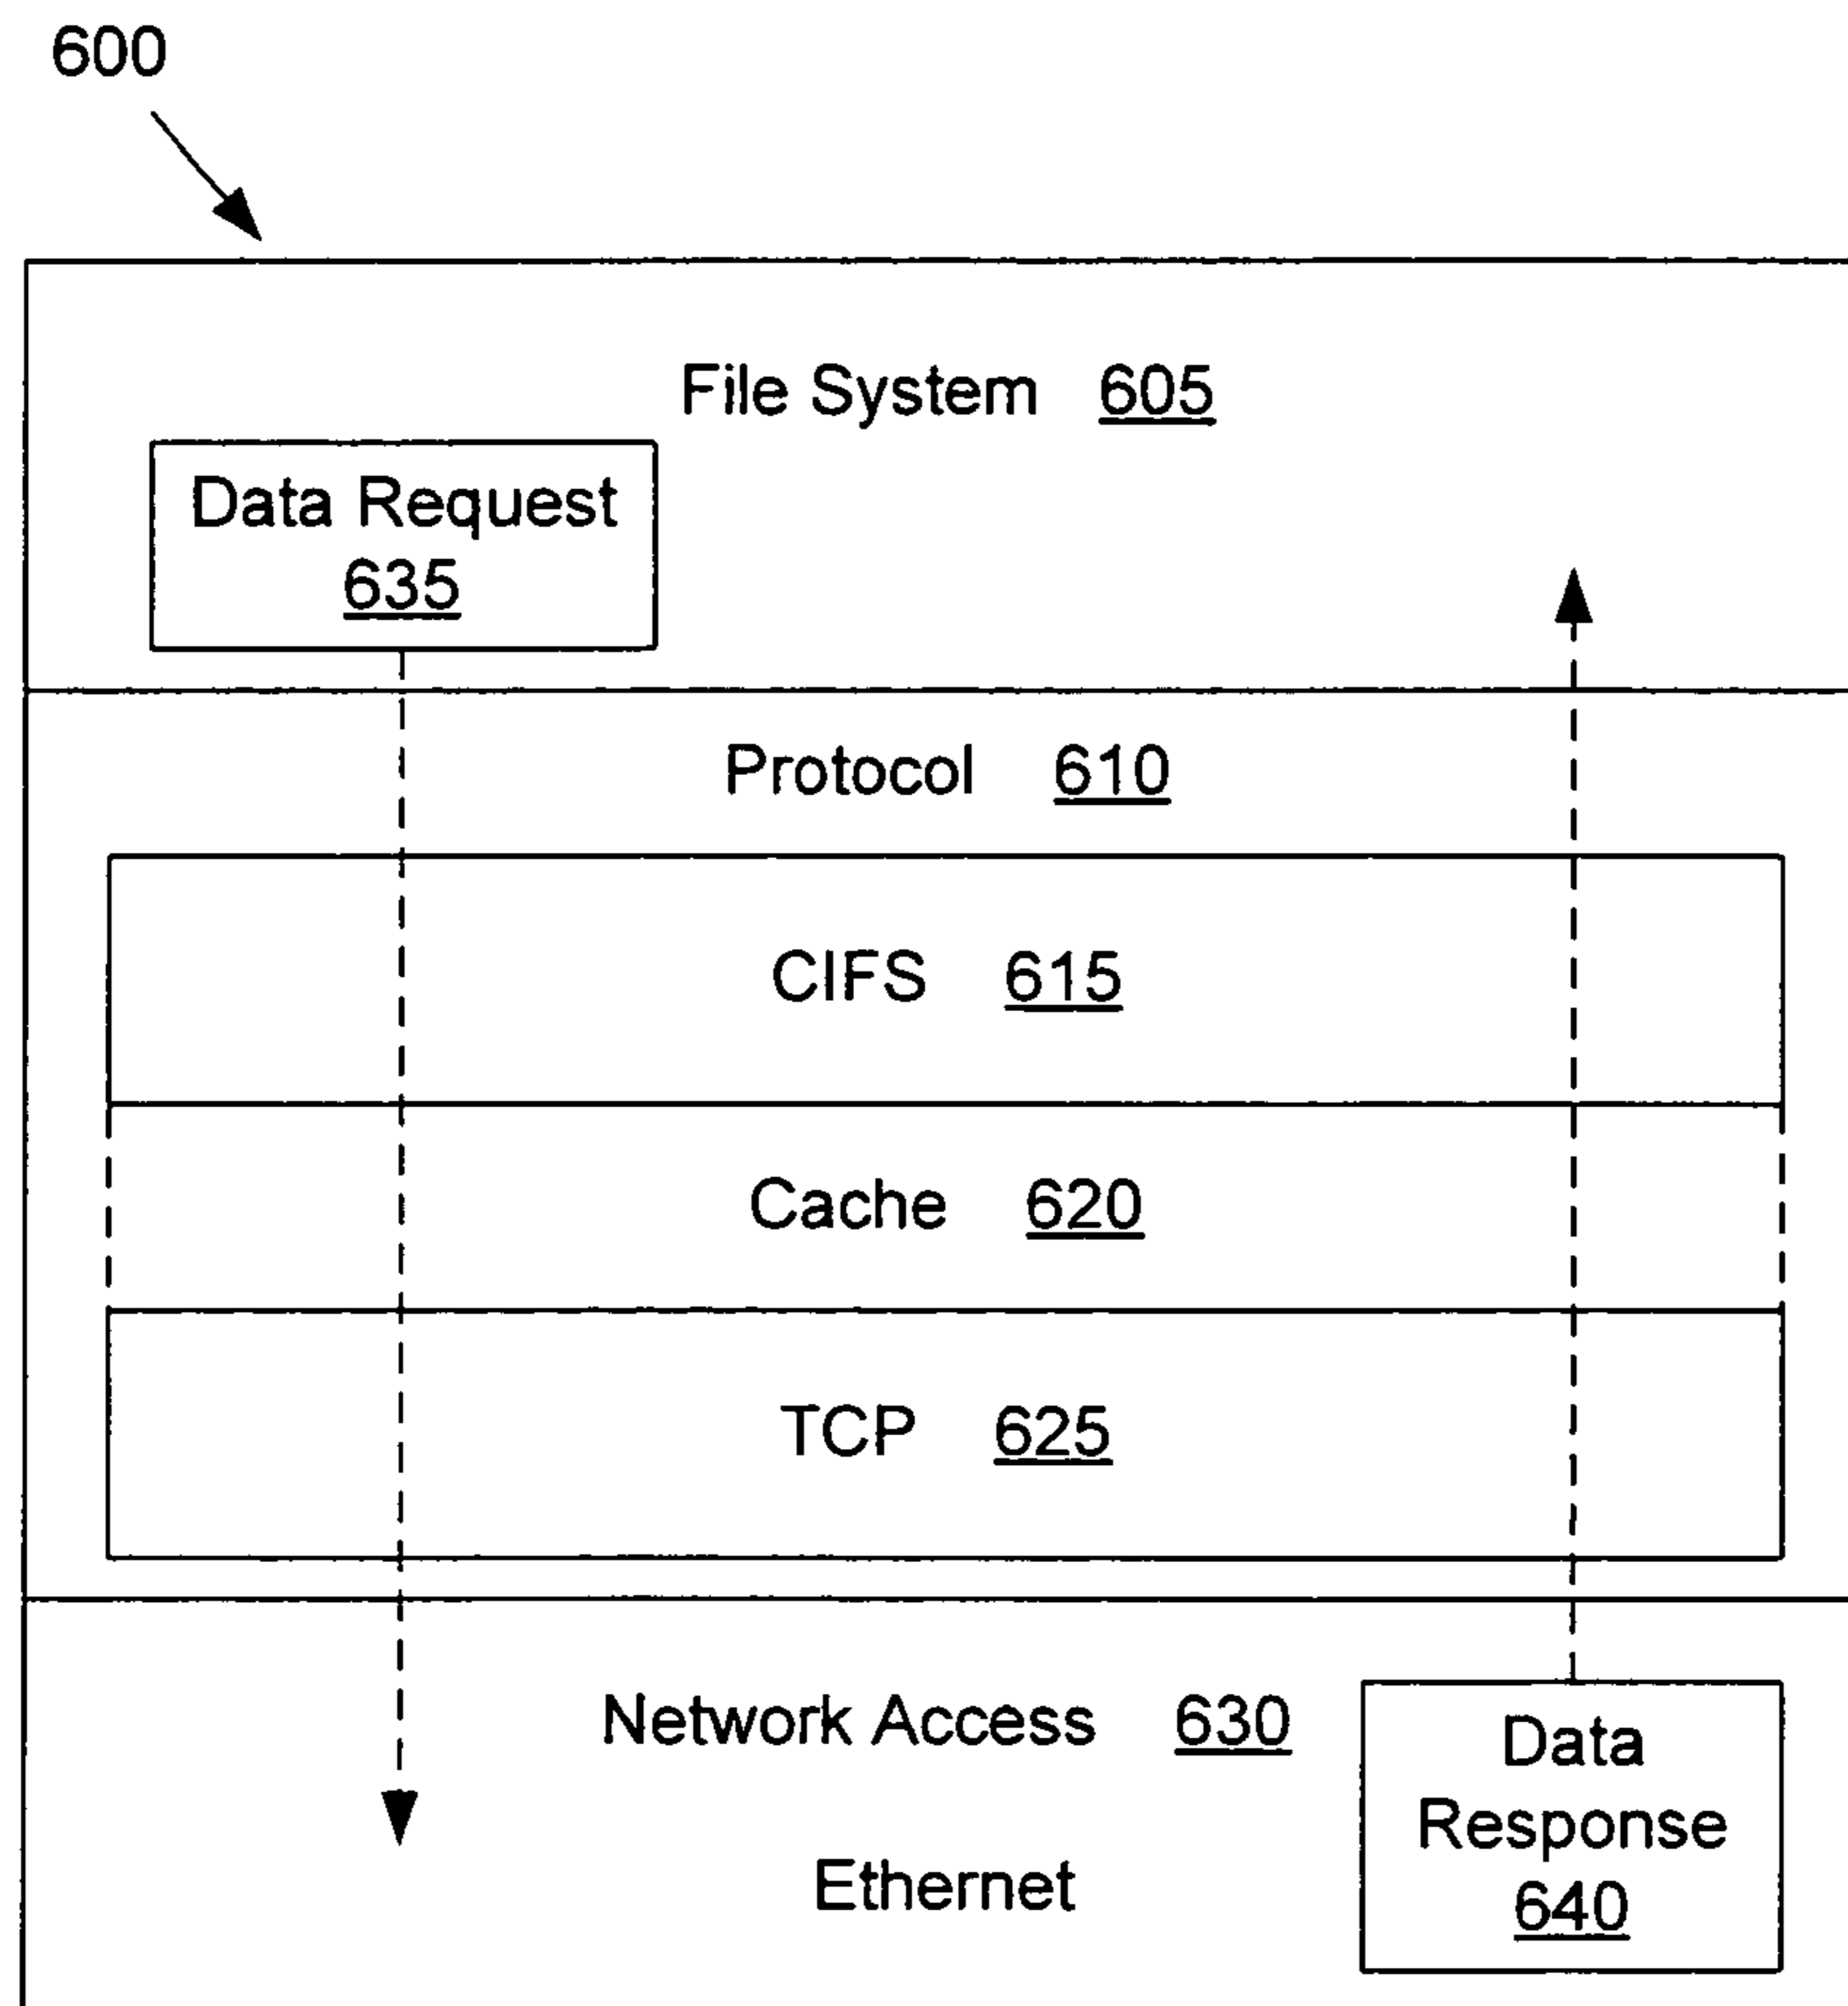 600
File System 605
Data Request
635
Protocol 610
CIFS 615
Cache 620
TCP 625
Network Access 630
Data
Response
640
Ethernet